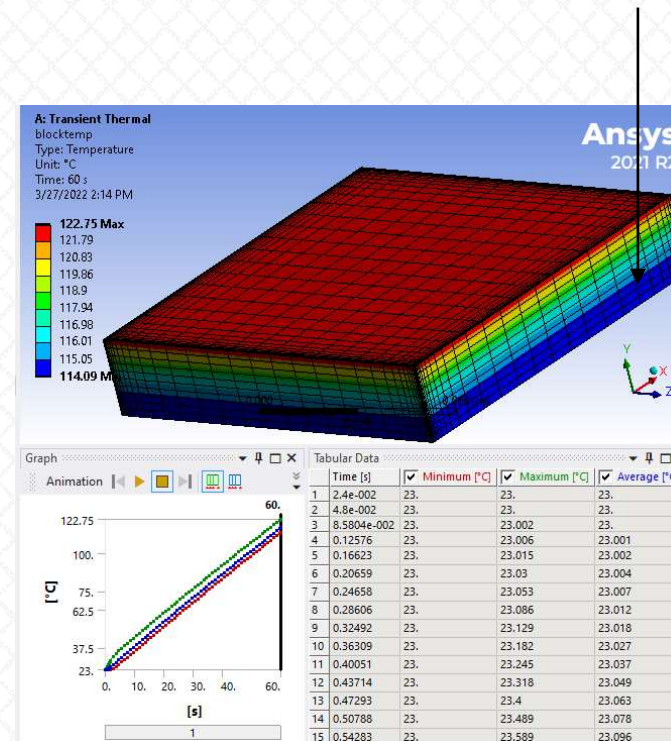 A: Transient Thermal
blocktemp
Type: Temperature
Unit: °C
Time: 60 s
3/27/2022 2:14 PM
Ansys
2021 R2
122.75 Max
121.79
120.83
119.86
118.9
117.94
116.98
116.01
115.05
114.09 M
Y
X
Z
Graph
Animation
60.
122.75
100.
75.
62.5
37.5
23.
[°C]
0. 10. 20. 30. 40. 60.
[s]
1
Tabular Data
Time [s] Minimum [°C] Maximum [°C] Average [°C
1 2.4e-002 23. 23. 23.
2 4.8e-002 23. 23. 23.
3 8.5804e-002 23. 23.002 23.
4 0.12576 23. 23.006 23.001
5 0.16623 23. 23.015 23.002
6 0.20659 23. 23.03 23.004
7 0.24658 23. 23.053 23.007
8 0.28606 23. 23.086 23.012
9 0.32492 23. 23.129 23.018
10 0.36309 23. 23.182 23.027
11 0.40051 23. 23.245 23.037
12 0.43714 23. 23.318 23.049
13 0.47293 23. 23.4 23.063
14 0.50788 23. 23.489 23.078
15 0.54283 23. 23.589 23.096